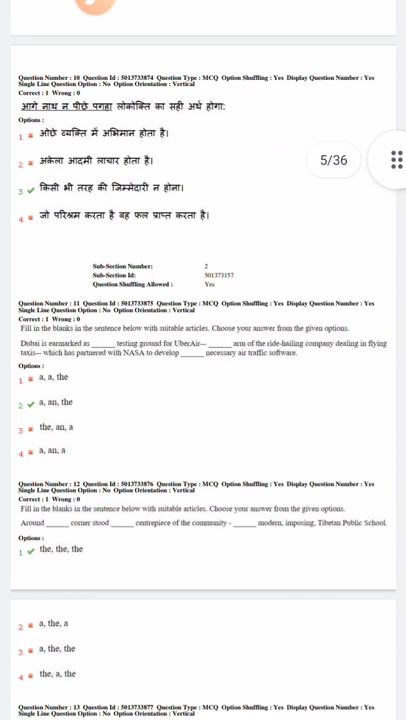 Question Number : 10 Question Id : 5013733874 Question Type : MCQ Option Shuffling : Yes Display Question Number : Yes
Single Line Question Option : No Option Orientation : Vertical
Correct : 1 Wrong : 0
आगे नाथ न पीछे पगहा लोकोक्ति का सही अर्थ होगा:
Options :
1. ओछे व्यक्ति में अभिमान होता है।
2. अकेला आदमी लाचार होता है।
5/36
3. किसी भी तरह की जिम्मेदारी न होना।
4. जो परिश्रम करता है वह फल प्राप्त करता है।
Sub-Section Number: 2
Sub-Section Id: 501373157
Question Shuffling Allowed : Yes
Question Number : 11 Question Id : 5013733875 Question Type : MCQ Option Shuffling : Yes Display Question Number : Yes
Single Line Question Option : No Option Orientation : Vertical
Correct : 1 Wrong : 0
Fill in the blanks in the sentence below with suitable articles. Choose your answer from the given options.
Dubai is earmarked as ______ testing ground for UberAir— ______ arm of the ride-hailing company dealing in flying
taxis— which has partnered with NASA to develop ______ necessary air traffic software.
Options :
1. a, a, the
2. a, an, the
3. the, an, a
4. a, an, a
Question Number : 12 Question Id : 5013733876 Question Type : MCQ Option Shuffling : Yes Display Question Number : Yes
Single Line Question Option : No Option Orientation : Vertical
Correct : 1 Wrong : 0
Fill in the blanks in the sentence below with suitable articles. Choose your answer from the given options.
Around ______ corner stood ______ centrepiece of the community - ______ modern, imposing, Tibetan Public School.
Options :
1. the, the, the
2. a, the, a
3. a, the, the
4. the, a, the
Question Number : 13 Question Id : 5013733877 Question Type : MCQ Option Shuffling : Yes Display Question Number : Yes
Single Line Question Option : No Option Orientation : Vertical